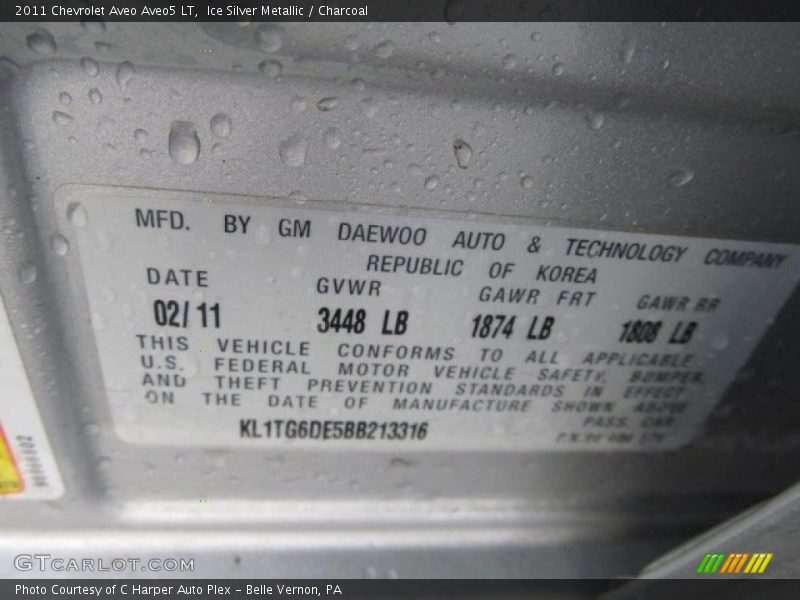 2011 Chevrolet Aveo Aveo5 LT, Ice Silver Metallic / Charcoal
MFD. BY GM DAEWOO AUTO & TECHNOLOGY COMPANY
REPUBLIC OF KOREA
DATE GVWR GAWR FRT GAWR RR
02/11 3448 LB 1874 LB 1808 LB
THIS VEHICLE CONFORMS TO ALL APPLICABLE
U.S. FEDERAL MOTOR VEHICLE SAFETY, BUMPER,
AND THEFT PREVENTION STANDARDS IN EFFECT
ON THE DATE OF MANUFACTURE SHOWN ABOVE
PASS. CAR
KL1TG6DE5BB213316
GTCARLOT.COM
Photo Courtesy of C Harper Auto Plex – Belle Vernon, PA